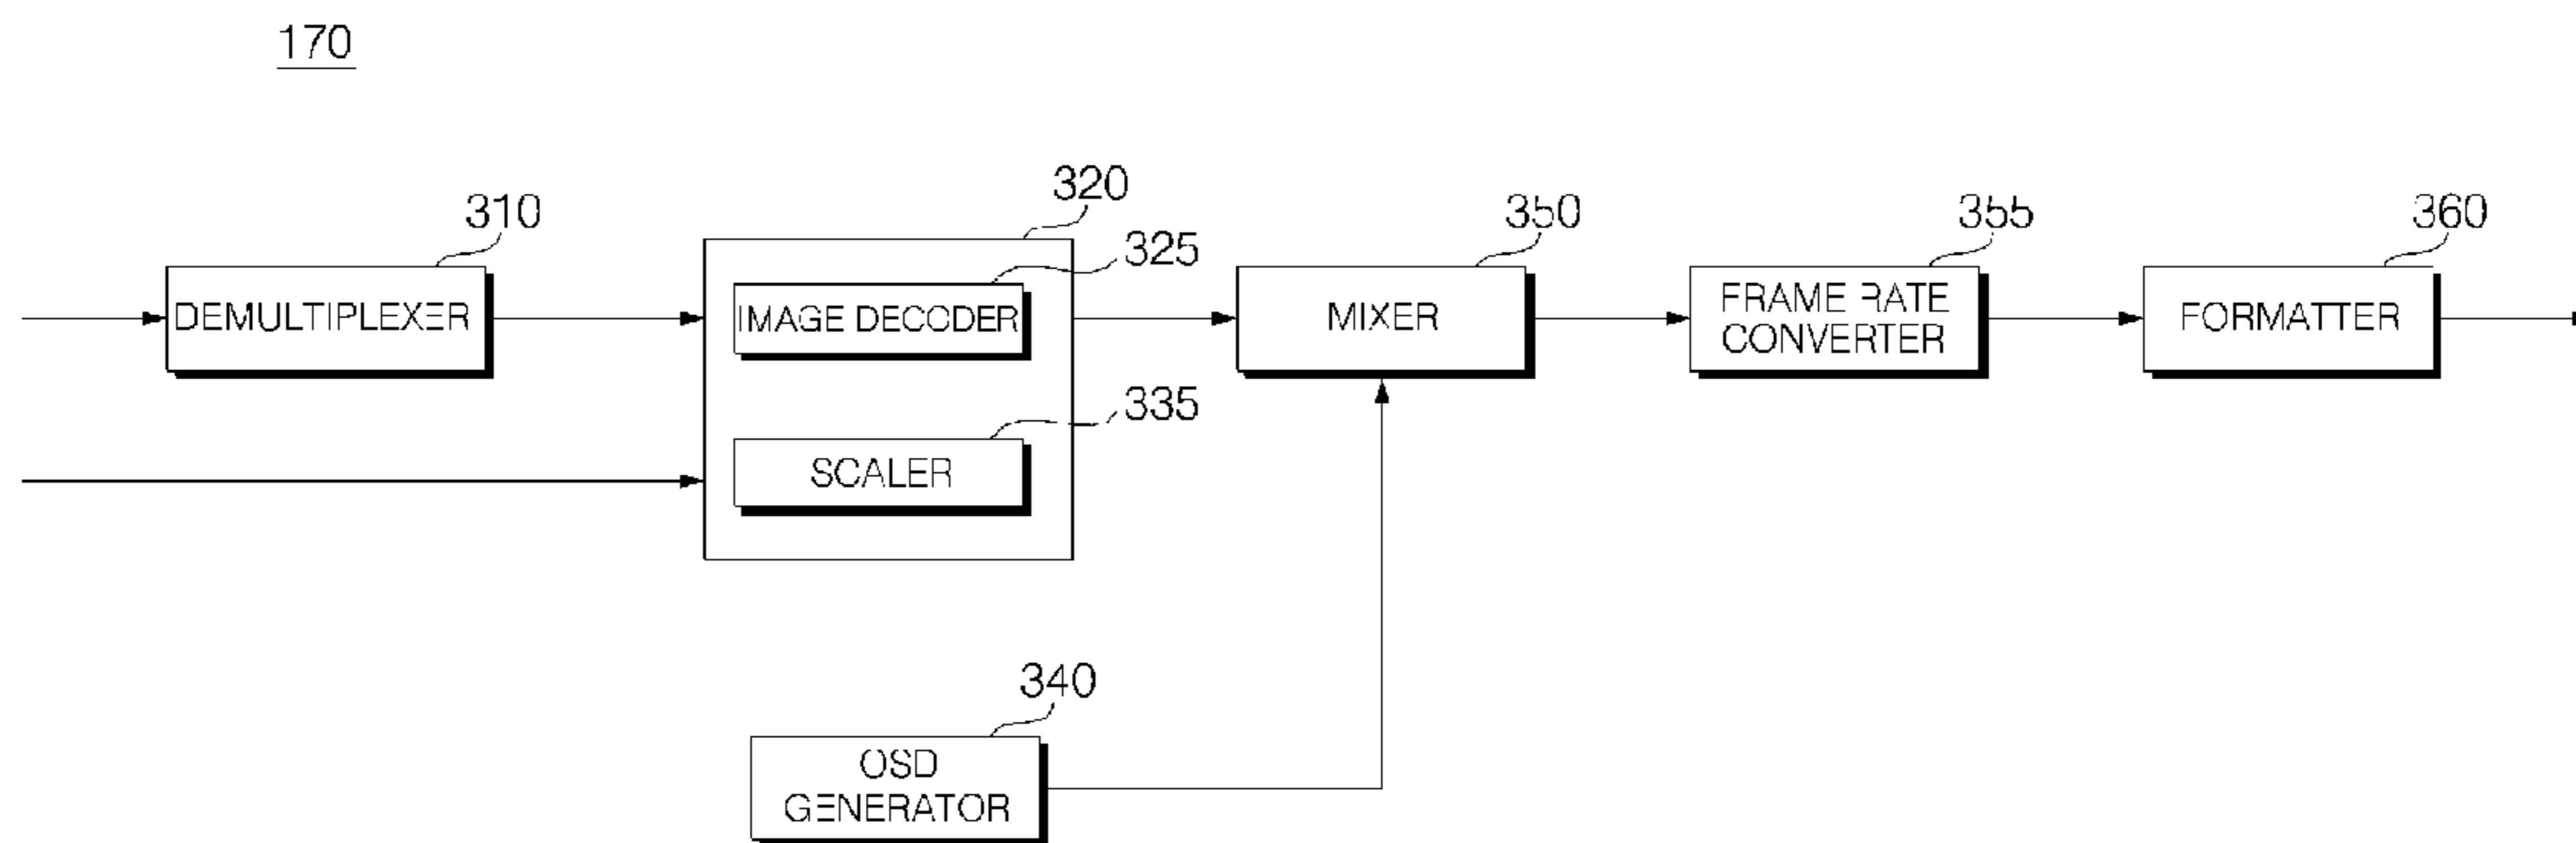 170
310
320
325
350
355
360
DEMULTIPLEXER
IMAGE DECODER
MIXER
FRAME RATE
CONVERTER
FORMATTER
335
SCALER
340
OSD
GENERATOR